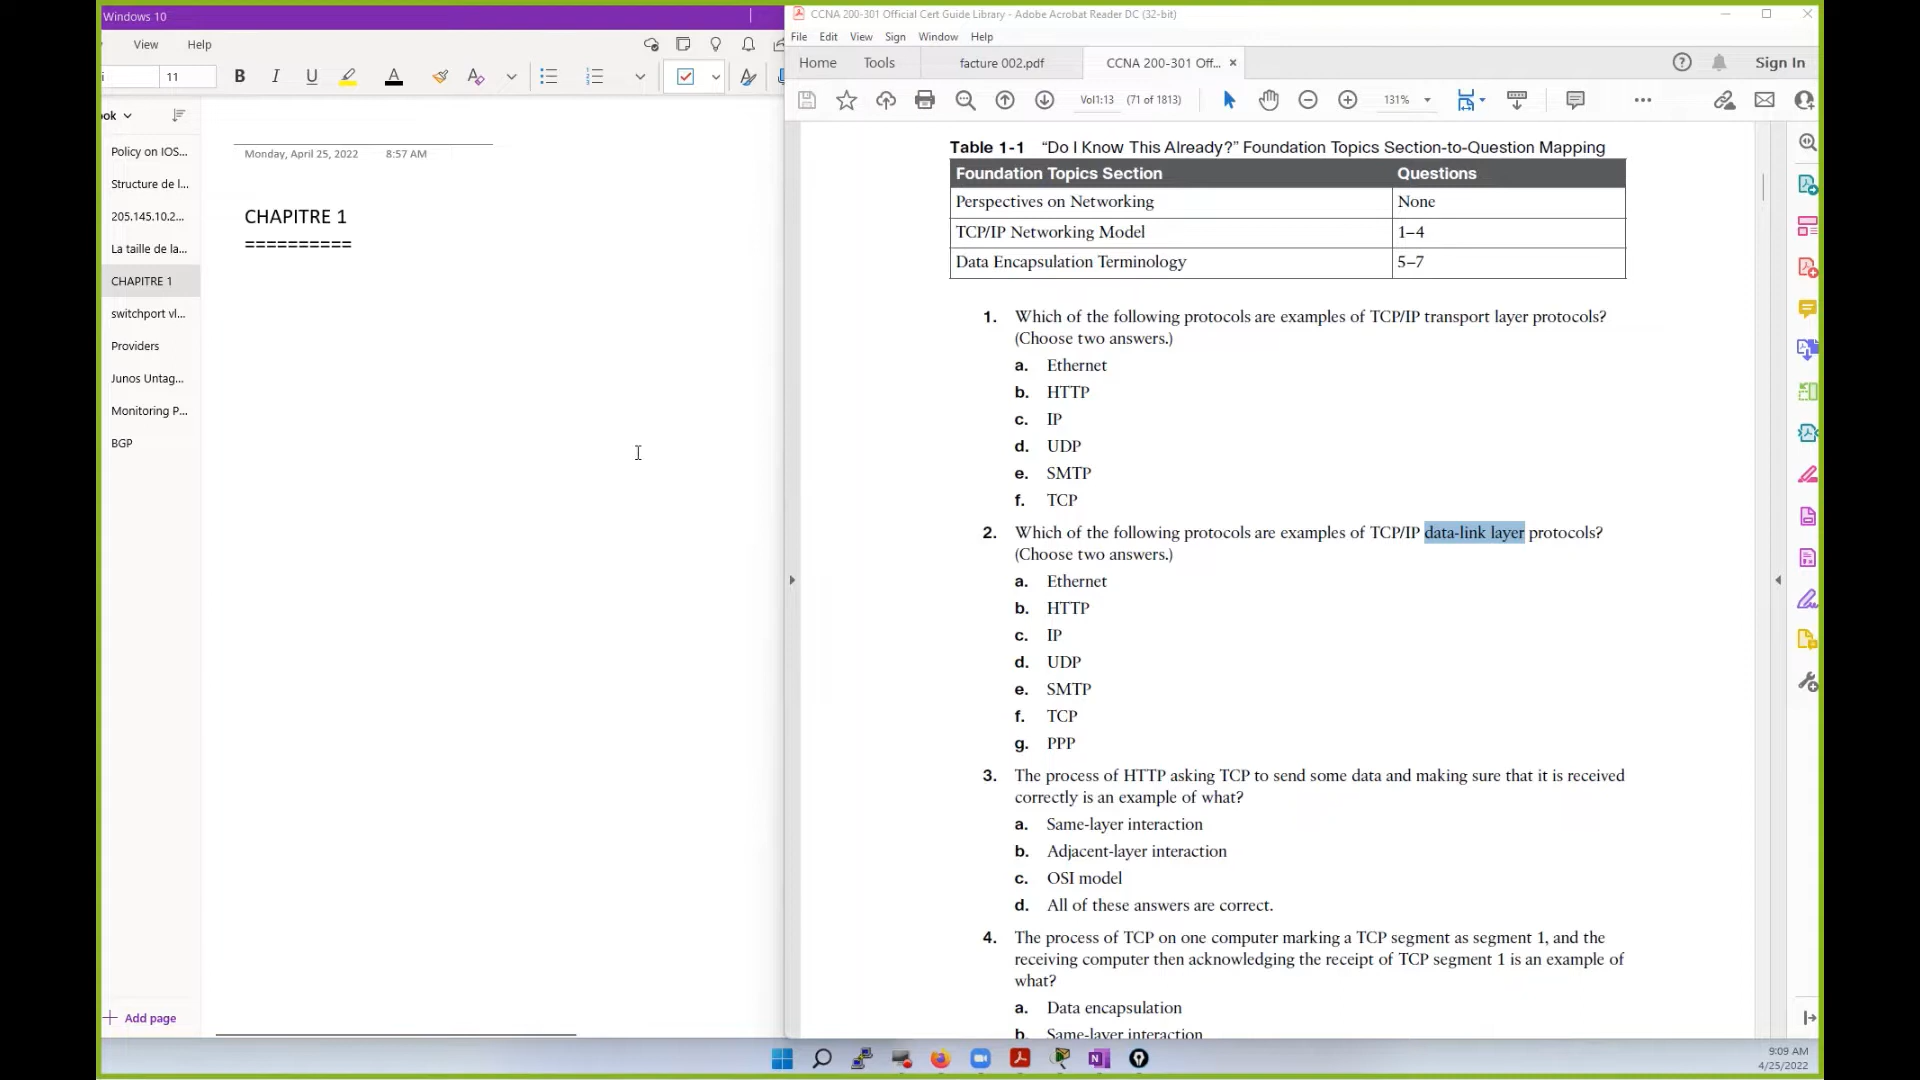 Windows 10
View Help
11 B I U A
ook
Policy on IOS...
Structure de l...
205.145.10.2...
La taille de la...
CHAPITRE 1
switchport vl...
Providers
Junos Untag...
Monitoring P...
BGP
Add page
Monday, April 25, 2022 8:57 AM
CHAPITRE 1
==========
CCNA 200-301 Official Cert Guide Library - Adobe Acrobat Reader DC (32-bit)
File Edit View Sign Window Help
Home Tools facture 002.pdf CCNA 200-301 Off... × Sign In
Vol1:13 (71 of 1813) 131%
Table 1-1 “Do I Know This Already?” Foundation Topics Section-to-Question Mapping
Foundation Topics Section Questions
Perspectives on Networking None
TCP/IP Networking Model 1–4
Data Encapsulation Terminology 5–7
1. Which of the following protocols are examples of TCP/IP transport layer protocols?
(Choose two answers.)
a. Ethernet
b. HTTP
c. IP
d. UDP
e. SMTP
f. TCP
2. Which of the following protocols are examples of TCP/IP data-link layer protocols?
(Choose two answers.)
a. Ethernet
b. HTTP
c. IP
d. UDP
e. SMTP
f. TCP
g. PPP
3. The process of HTTP asking TCP to send some data and making sure that it is received
correctly is an example of what?
a. Same-layer interaction
b. Adjacent-layer interaction
c. OSI model
d. All of these answers are correct.
4. The process of TCP on one computer marking a TCP segment as segment 1, and the
receiving computer then acknowledging the receipt of TCP segment 1 is an example of
what?
a. Data encapsulation
b. Same-layer interaction
9:09 AM
4/25/2022